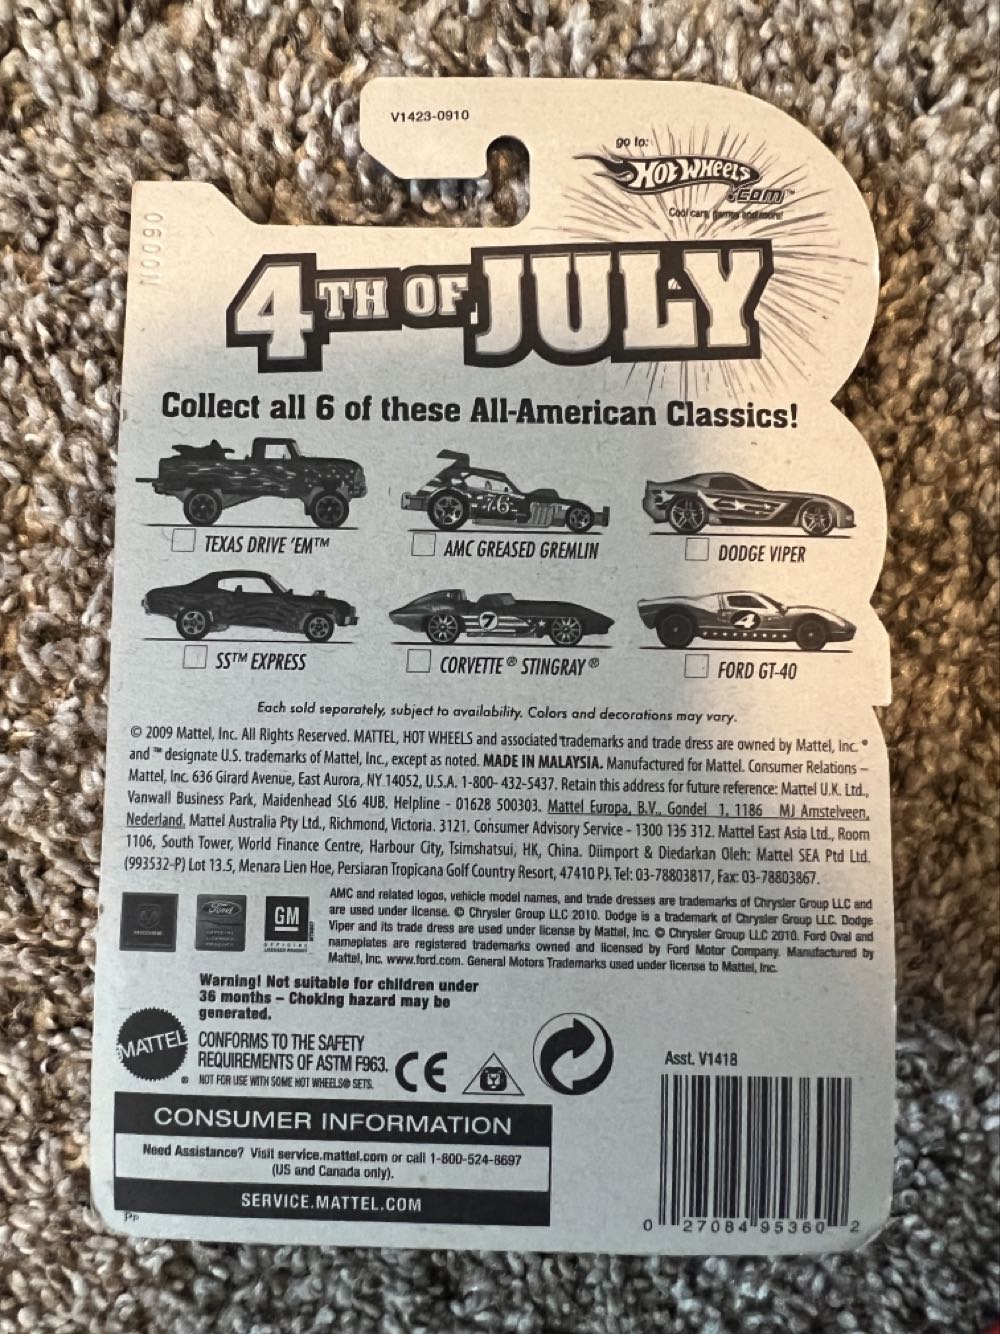 V1423-0910
go to:
HOT WHEELS
.COM™
Cool cars, games and more!
10090
4TH OF JULY
Collect all 6 of these All-American Classics!
76
TEXAS DRIVE 'EM™
AMC GREASED GREMLIN
DODGE VIPER
7
4
SS™ EXPRESS
CORVETTE® STINGRAY®
FORD GT-40
Each sold separately, subject to availability. Colors and decorations may vary.
© 2009 Mattel, Inc. All Rights Reserved. MATTEL, HOT WHEELS and associated trademarks and trade dress are owned by Mattel, Inc. ®
and ™ designate U.S. trademarks of Mattel, Inc., except as noted. MADE IN MALAYSIA. Manufactured for Mattel. Consumer Relations –
Mattel, Inc. 636 Girard Avenue, East Aurora, NY 14052, U.S.A. 1-800- 432-5437. Retain this address for future reference: Mattel U.K. Ltd.,
Vanwall Business Park, Maidenhead SL6 4UB. Helpline - 01628 500303. Mattel Europa, B.V., Gondel 1, 1186 MJ Amstelveen,
Nederland. Mattel Australia Pty Ltd., Richmond, Victoria. 3121. Consumer Advisory Service - 1300 135 312. Mattel East Asia Ltd., Room
1106, South Tower, World Finance Centre, Harbour City, Tsimshatsui, HK, China. Diimport & Diedarkan Oleh: Mattel SEA Ptd Ltd.
(993532-P) Lot 13.5, Menara Lien Hoe, Persiaran Tropicana Golf Country Resort, 47410 PJ. Tel: 03-78803817, Fax: 03-78803867.
Ford
OFFICIAL
LICENSED
PRODUCT
GM
OFFICIAL
LICENSED PRODUCT
AMC and related logos, vehicle model names, and trade dresses are trademarks of Chrysler Group LLC and
are used under license. © Chrysler Group LLC 2010. Dodge is a trademark of Chrysler Group LLC. Dodge
Viper and its trade dress are used under license by Mattel, Inc. © Chrysler Group LLC 2010. Ford Oval and
nameplates are registered trademarks owned and licensed by Ford Motor Company. Manufactured by
Mattel, Inc. www.ford.com. General Motors Trademarks used under license to Mattel, Inc.
Warning! Not suitable for children under
36 months – Choking hazard may be
generated.
MATTEL
®
CONFORMS TO THE SAFETY
REQUIREMENTS OF ASTM F963.
NOT FOR USE WITH SOME HOT WHEELS® SETS.
CE
Asst. V1418
CONSUMER INFORMATION
Need Assistance? Visit service.mattel.com or call 1-800-524-8697
(US and Canada only).
SERVICE.MATTEL.COM
PP
0 27084 95360 2